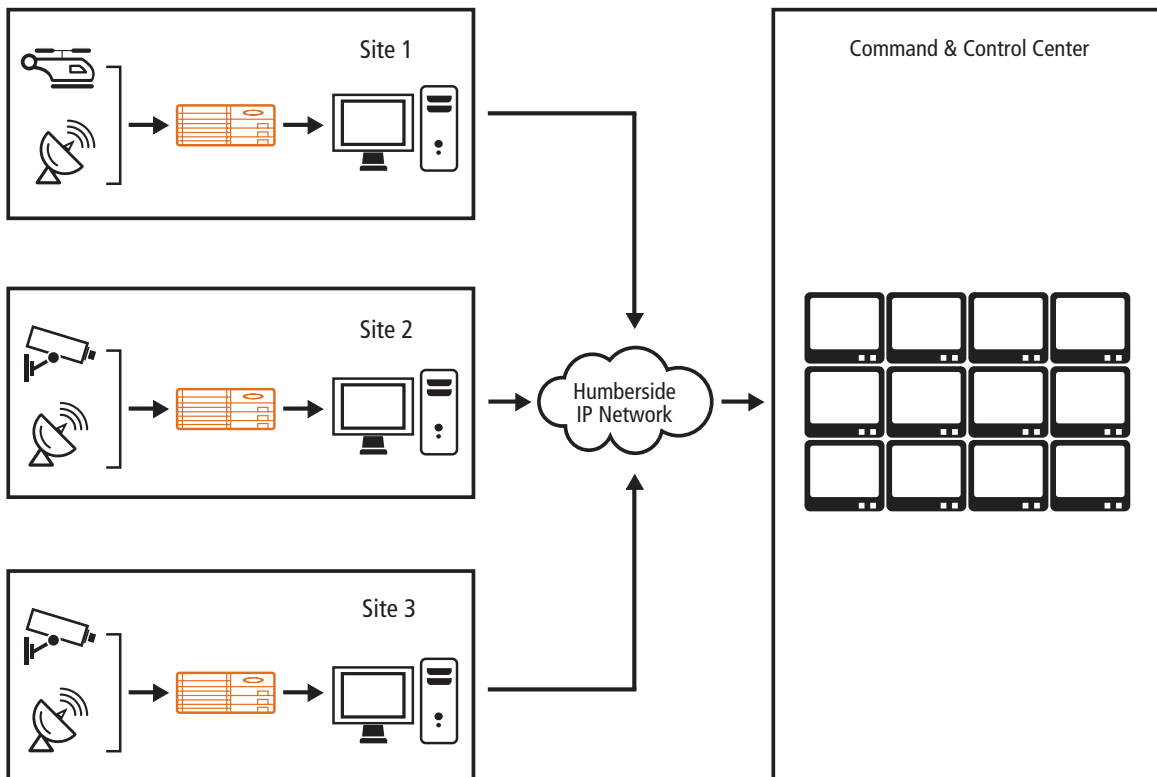 Site 1
Command & Control Center
Site 2
Humberside
IP Network
Site 3